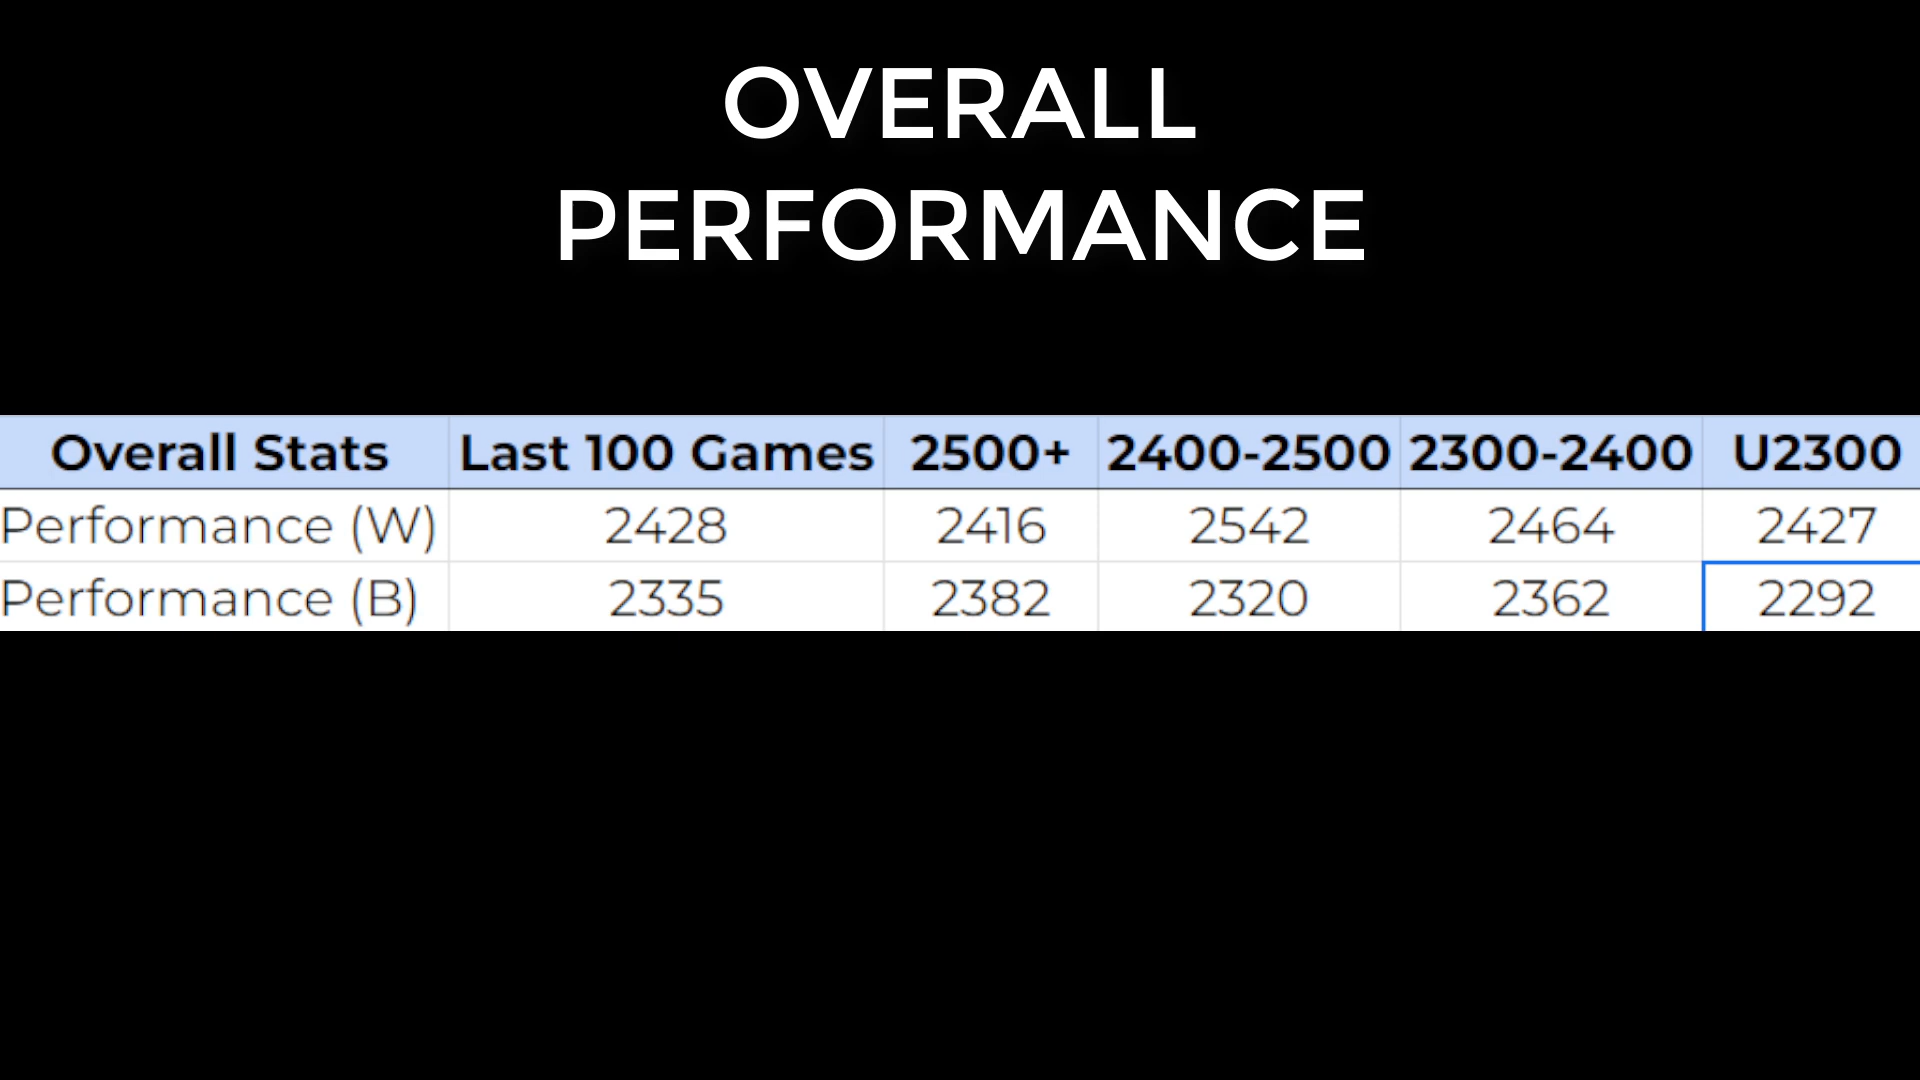 OVERALL
PERFORMANCE
Overall Stats Last 100 Games 2500+ 2400-2500 2300-2400 U2300
Performance (W) 2428 2416 2542 2464 2427
Performance (B) 2335 2382 2320 2362 2292